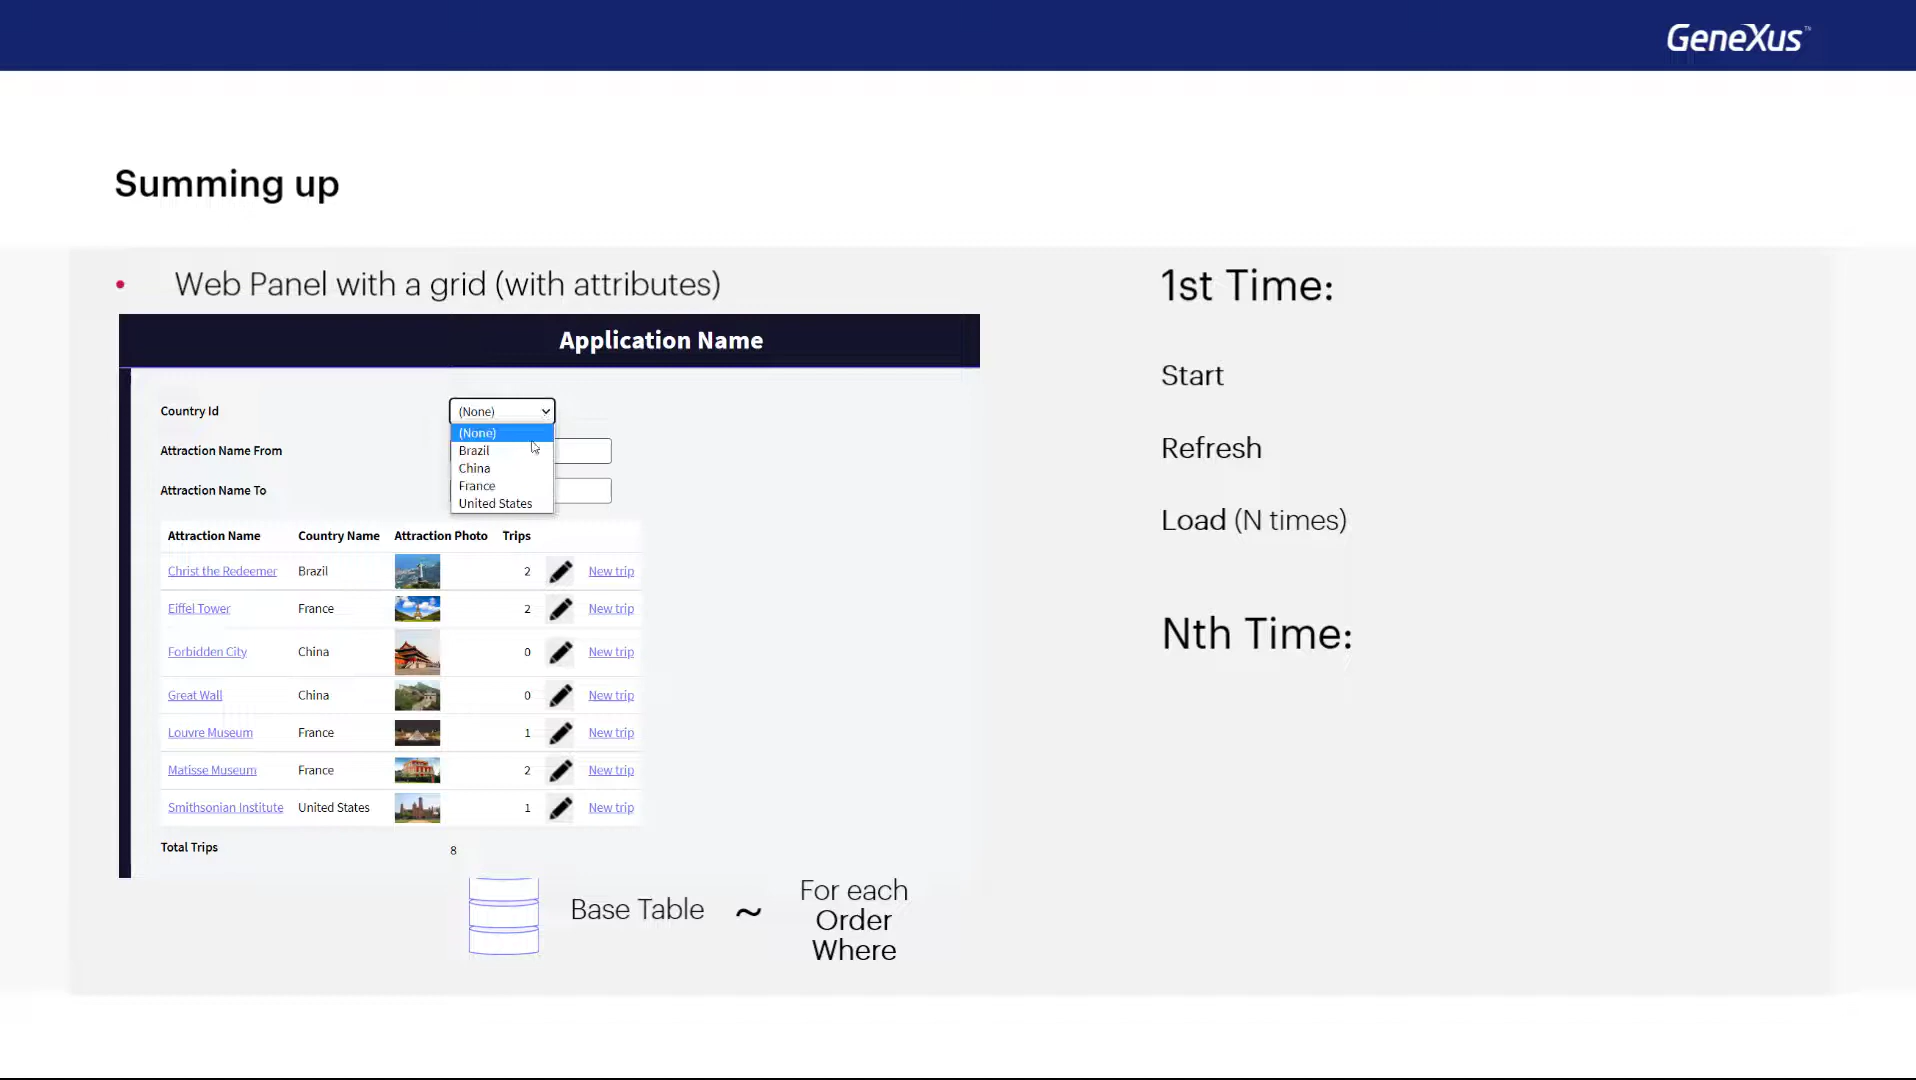 GeneXus™
Summing up
• Web Panel with a grid (with attributes)
Application Name
Country Id (None)
(None)
Attraction Name From Brazil
China
France
Attraction Name To
United States
Attraction Name Country Name Attraction Photo Trips
Christ the Redeemer Brazil 2 New trip
Eiffel Tower France 2 New trip
Forbidden City China 0 New trip
Great Wall China 0 New trip
Louvre Museum France 1 New trip
Matisse Museum France 2 New trip
Smithsonian Institute United States 1 New trip
Total Trips 8
Base Table ~ For each
Order
Where
1st Time:
Start
Refresh
Load (N times)
Nth Time: